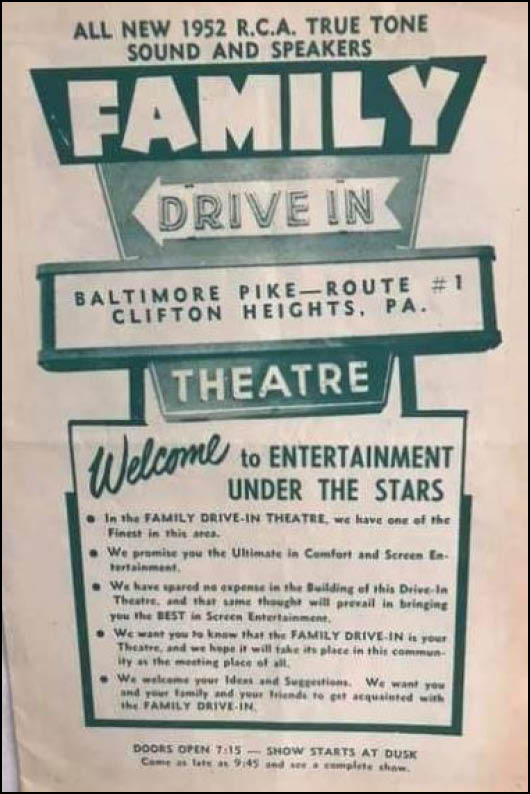 ALL NEW 1952 R.C.A. TRUE TONE
SOUND AND SPEAKERS
FAMILY
DRIVE IN
BALTIMORE PIKE—ROUTE #1
CLIFTON HEIGHTS, PA.
THEATRE
Welcome to ENTERTAINMENT
UNDER THE STARS
● In the FAMILY DRIVE-IN THEATRE, we have one of the
Finest in this area.
● We promise you the Ultimate in Comfort and Screen En-
tertainment.
● We have spared no expense in the Building of this Drive-In
Theatre, and that same thought will prevail in bringing
you the BEST in Screen Entertainment.
● We want you to know that the FAMILY DRIVE-IN is your
Theatre, and we hope it will take its place in this commun-
ity as the meeting place of all.
● We welcome your Ideas and Suggestions. We want you
and your family and your friends to get acquainted with
the FAMILY DRIVE-IN.
DOORS OPEN 7:15 — SHOW STARTS AT DUSK
Come as late as 9:45 and see a complete show.